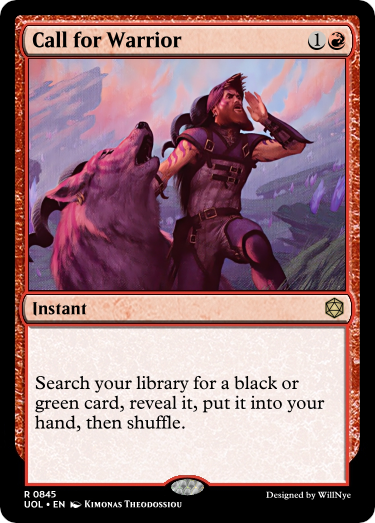 Call for Warrior 1
Instant
Search your library for a black or
green card, reveal it, put it into your
hand, then shuffle.
R 0845
UOL • EN Kimonas Theodossiou
Designed by WillNye